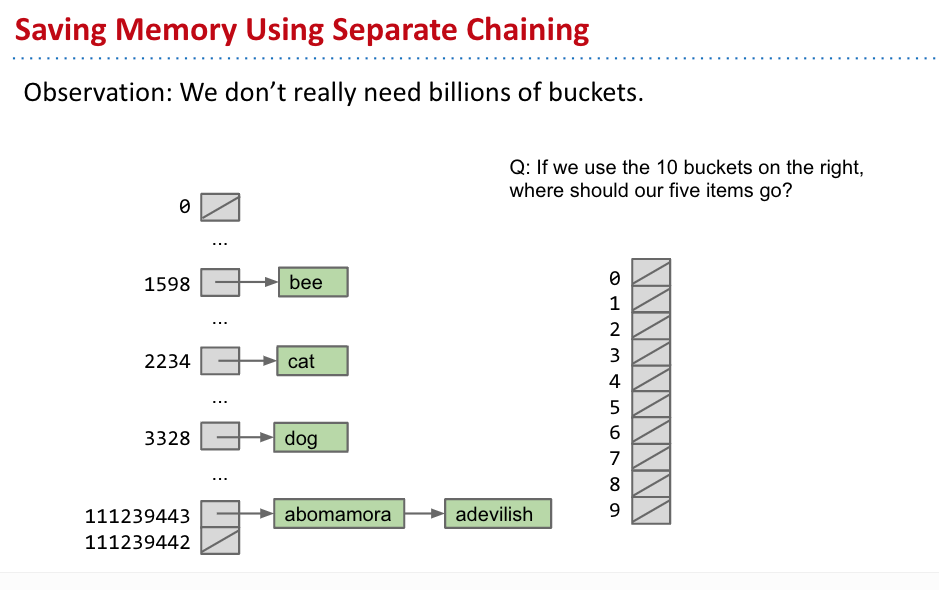 Saving Memory Using Separate Chaining
Observation: We don't really need billions of buckets.
Q: If we use the 10 buckets on the right,
where should our five items go?
0
...
1598 bee
...
2234 cat
...
3328 dog
...
111239443 abomamora adevilish
111239442
0
1
2
3
4
5
6
7
8
9